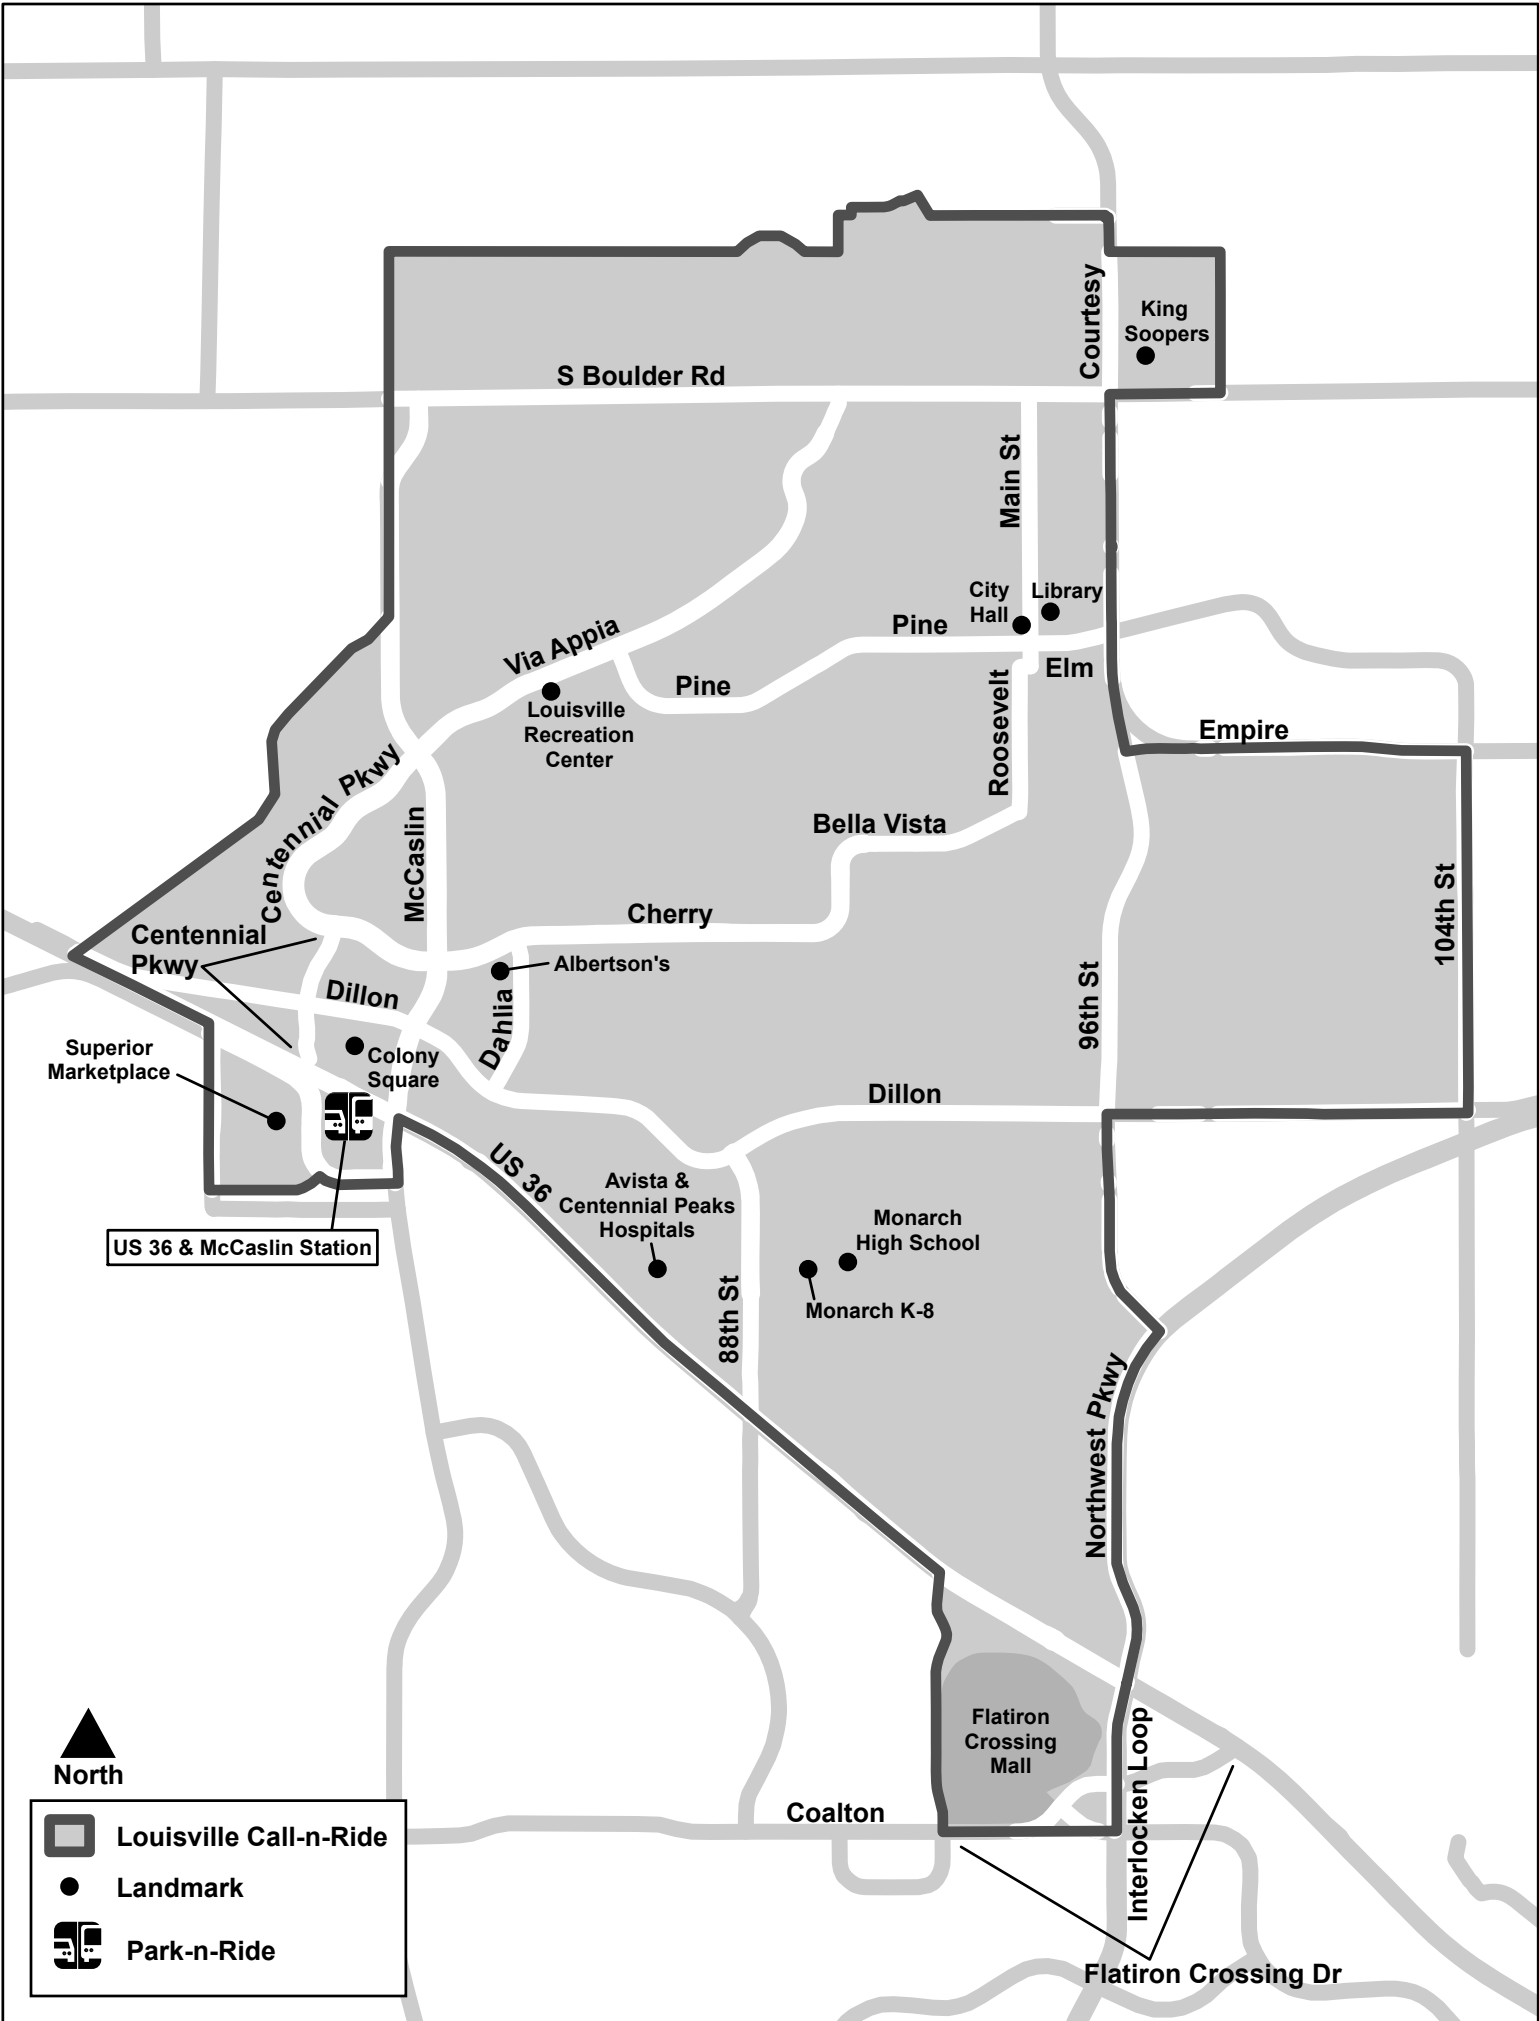 Courtesy
King
Soopers
S Boulder Rd
Main St
City
Hall
Library
Pine
Via Appia
Elm
Pine
Louisville
Recreation
Center
Roosevelt
Empire
Centennial Pkwy
McCaslin
Bella Vista
104th St
Cherry
Centennial
Pkwy
Albertson's
96th St
Dillon
Dahlia
Superior
Marketplace
Colony
Square
Dillon
US 36
Avista &
Centennial Peaks
Hospitals
Monarch
High School
US 36 & McCaslin Station
88th St
Monarch K-8
Northwest Pkwy
Flatiron
Crossing
Mall
Interlocken Loop
North
Coalton
Louisville Call-n-Ride
Landmark
Park-n-Ride
Flatiron Crossing Dr